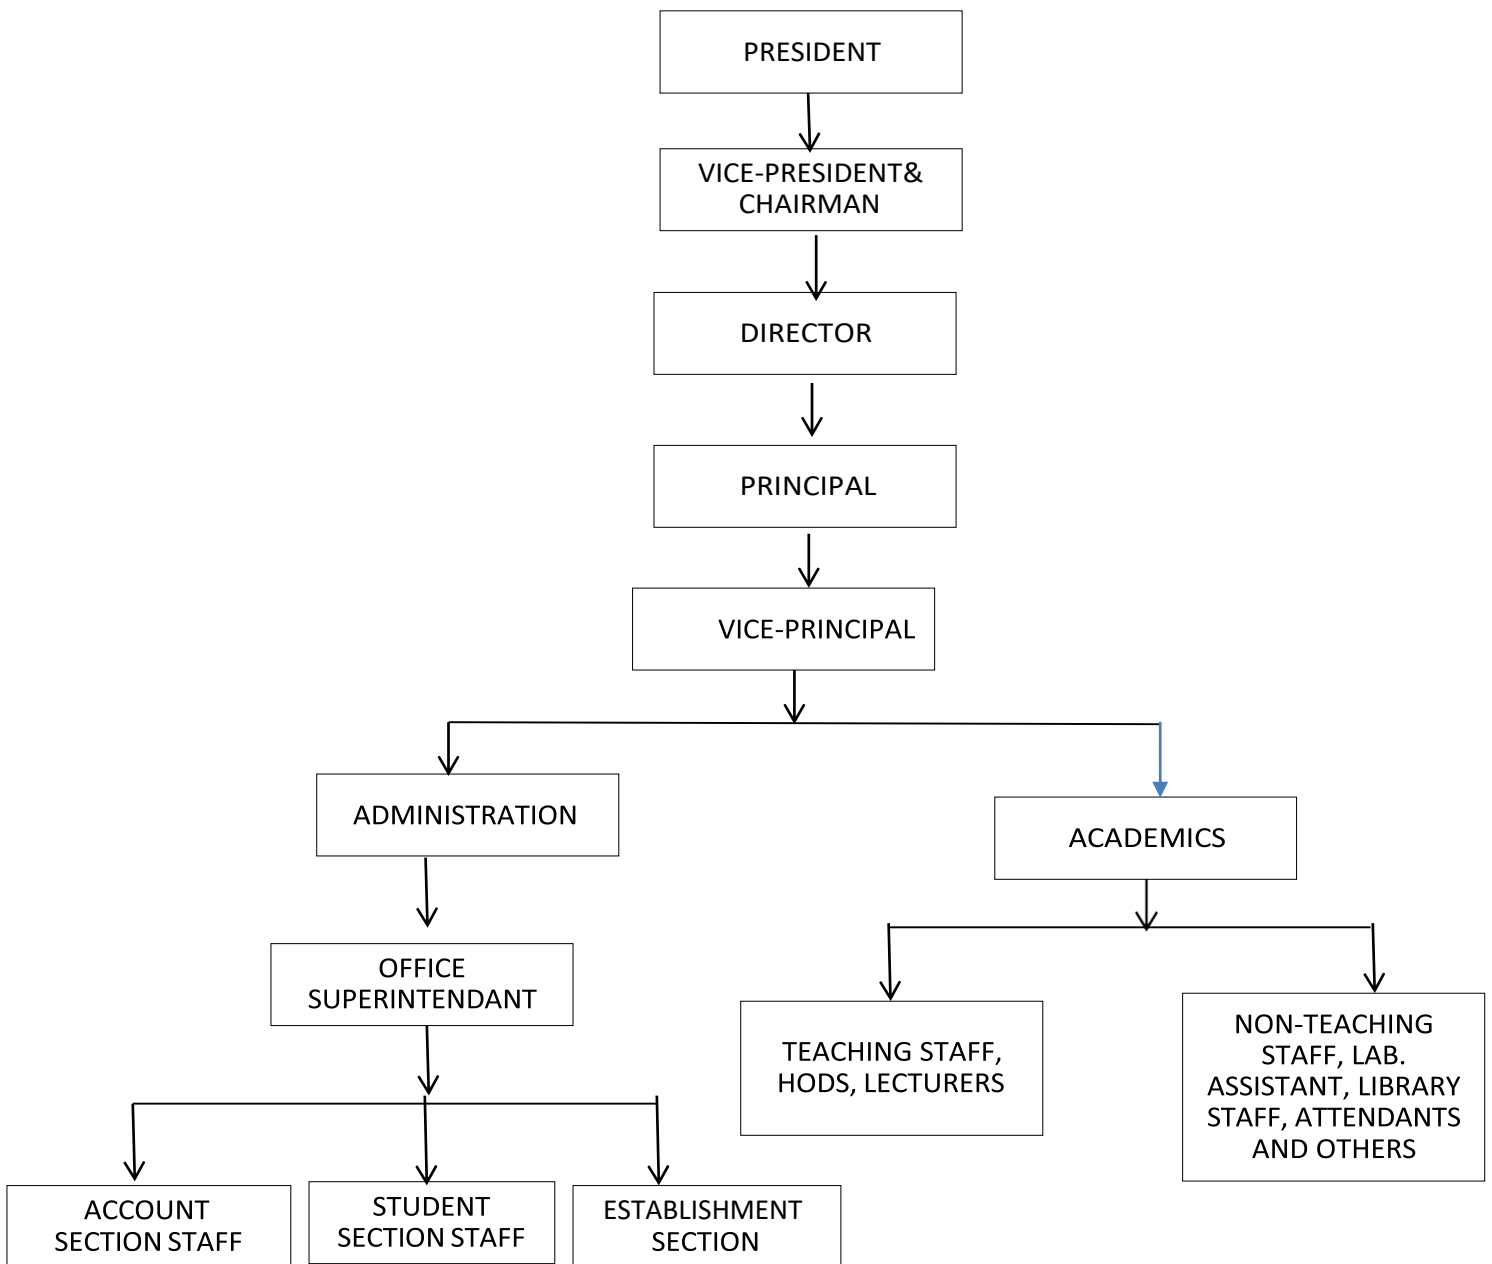 PRESIDENT
VICE-PRESIDENT&
CHAIRMAN
DIRECTOR
PRINCIPAL
VICE-PRINCIPAL
ADMINISTRATION
ACADEMICS
OFFICE
SUPERINTENDANT
TEACHING STAFF,
HODS, LECTURERS
NON-TEACHING
STAFF, LAB.
ASSISTANT, LIBRARY
STAFF, ATTENDANTS
AND OTHERS
ACCOUNT
SECTION STAFF
STUDENT
SECTION STAFF
ESTABLISHMENT
SECTION